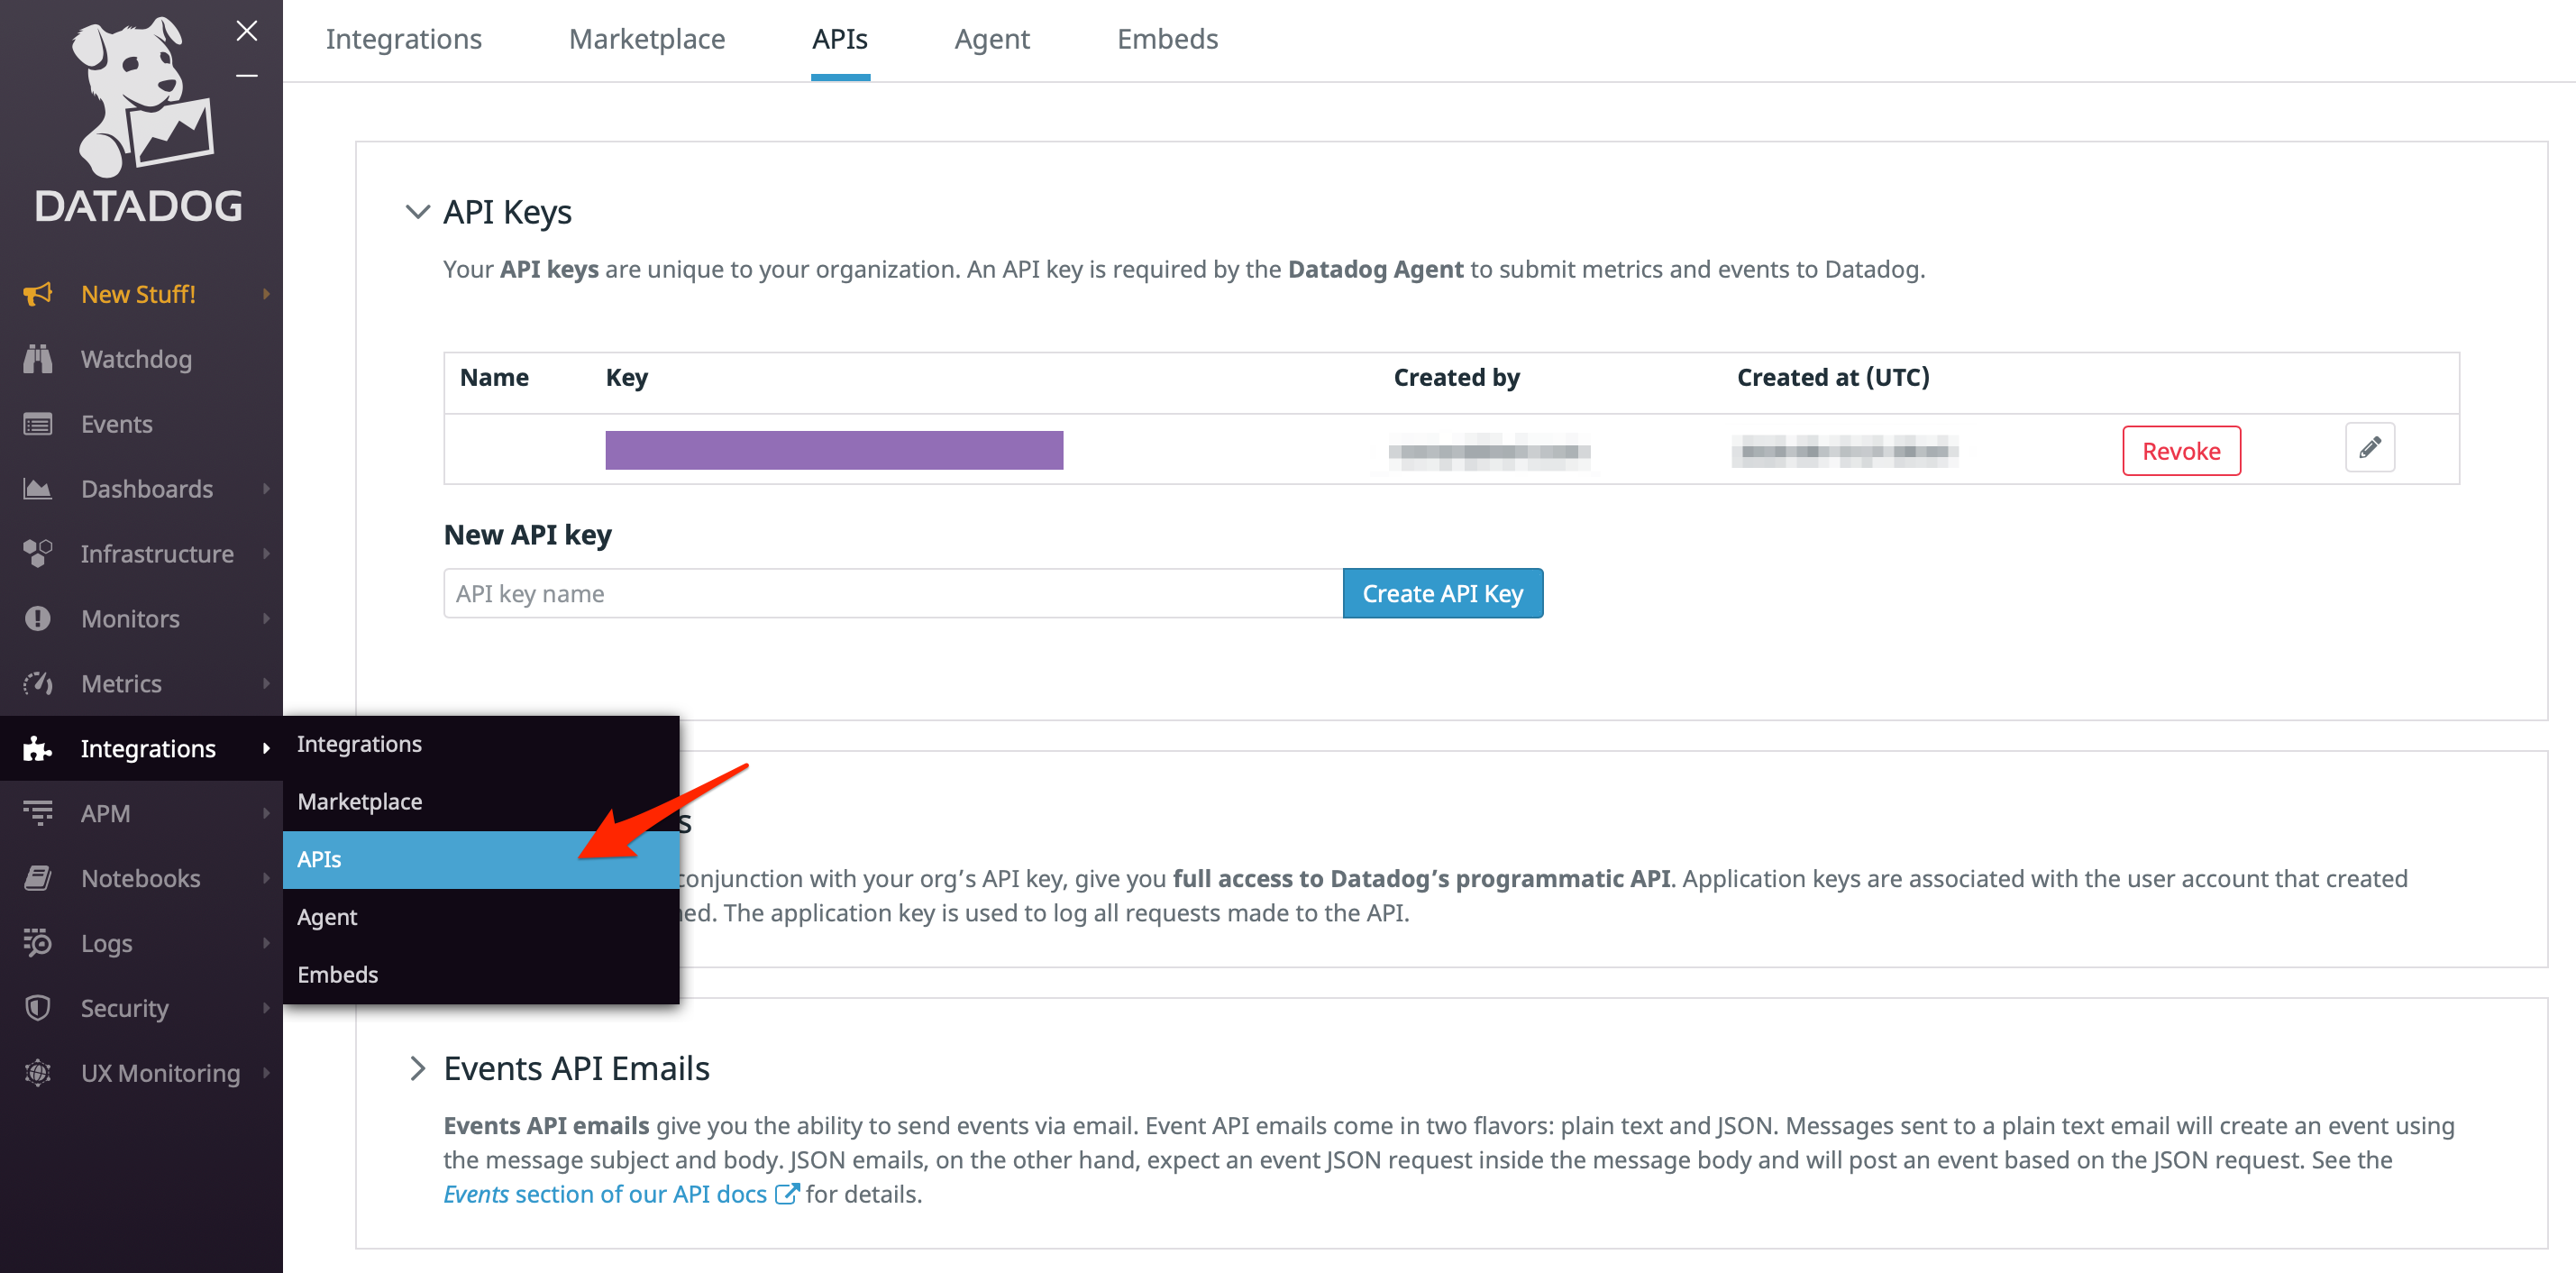 DATADOG
New Stuff!
Watchdog
Events
Dashboards
Infrastructure
Monitors
Metrics
Integrations
APM
Notebooks
Logs
Security
UX Monitoring
Integrations
Marketplace
APIs
Agent
Embeds
Integrations Marketplace APIs Agent Embeds
API Keys
Your API keys are unique to your organization. An API key is required by the Datadog Agent to submit metrics and events to Datadog.
Name Key Created by Created at (UTC)
Revoke
New API key
API key name Create API Key
conjunction with your org’s API key, give you full access to Datadog’s programmatic API. Application keys are associated with the user account that created
The application key is used to log all requests made to the API.
Events API Emails
Events API emails give you the ability to send events via email. Event API emails come in two flavors: plain text and JSON. Messages sent to a plain text email will create an event using
the message subject and body. JSON emails, on the other hand, expect an event JSON request inside the message body and will post an event based on the JSON request. See the
Events section of our API docs for details.